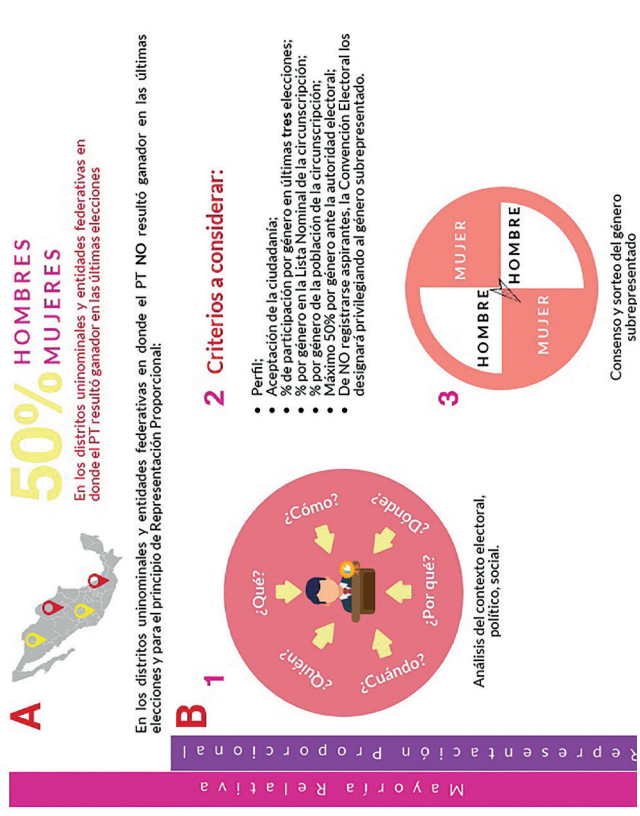 A
50%
HOMBRES
MUJERES
En los distritos uninominales y entidades federativas en
donde el PT resultó ganador en las últimas elecciones
En los distritos uninominales y entidades federativas en donde el PT NO resultó ganador en las últimas
elecciones y para el principio de Representación Proporcional:
B
1
¿Qué?
¿Cómo?
¿Dónde?
¿Por qué?
¿Cuándo?
¿Quién?
Análisis del contexto electoral,
político, social.
2 Criterios a considerar:
• Perfil;
• Aceptación de la ciudadanía;
• % de participación por género en últimas tres elecciones;
• % por género en la Lista Nominal de la circunscripción;
• % por género de la población de la circunscripción;
• Máximo 50% por género ante la autoridad electoral;
• De NO registrarse aspirantes, la Convención Electoral los
designará privilegiando al género subrepresentado.
3
HOMBRE
MUJER
MUJER
HOMBRE
Consenso y sorteo del género
subrepresentado
Mayoría Relativa
Representación Proporcional